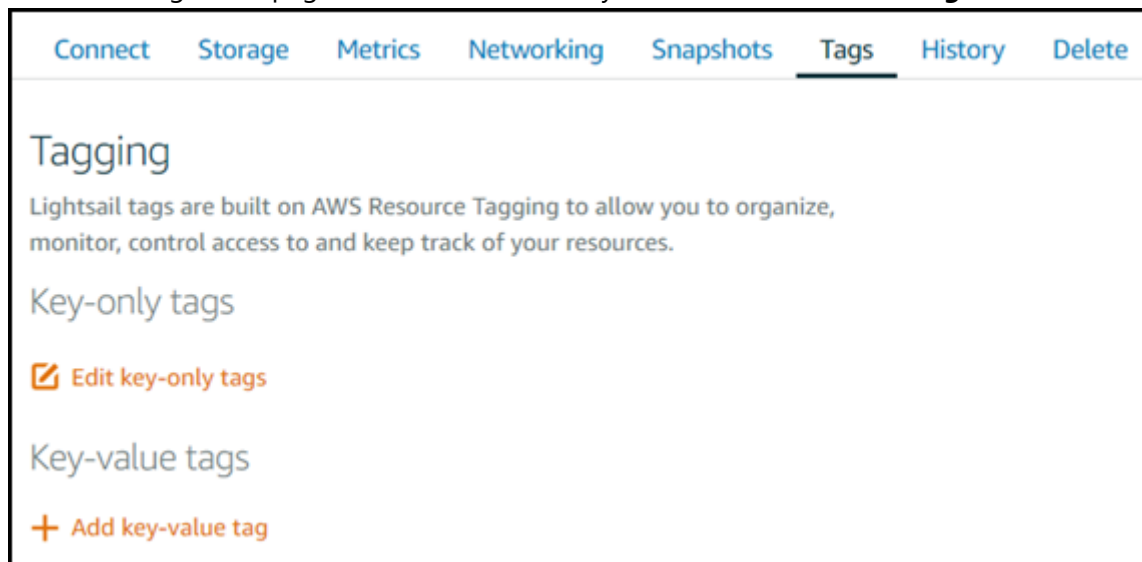 Connect Storage Metrics Networking Snapshots Tags History Delete
Tagging
Lightsail tags are built on AWS Resource Tagging to allow you to organize,
monitor, control access to and keep track of your resources.
Key-only tags
Edit key-only tags
Key-value tags
Add key-value tag